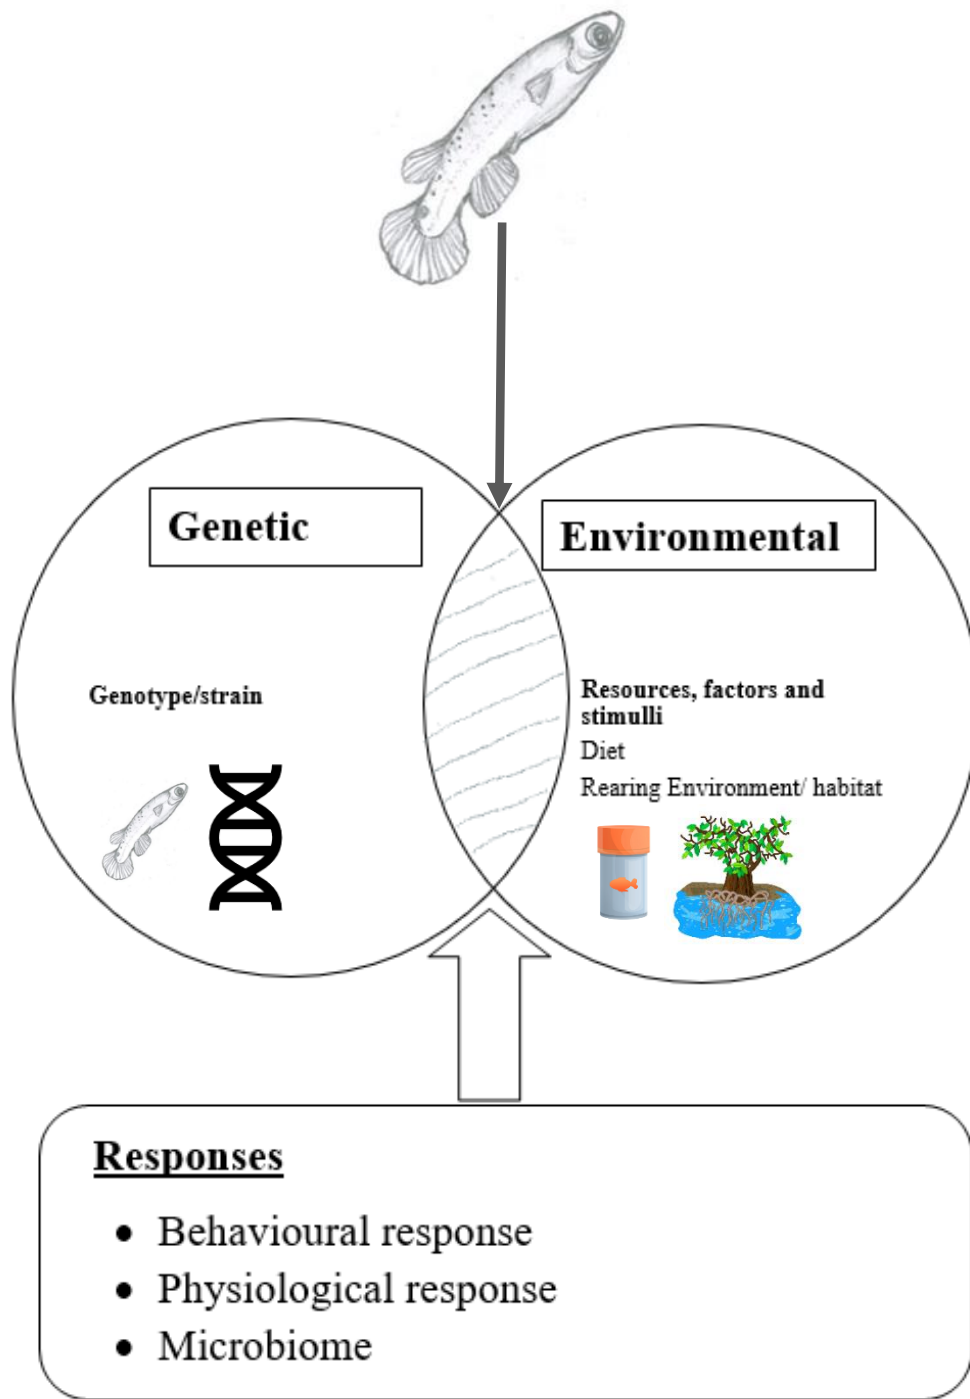 Genetic
Environmental
Genotype/strain
Resources, factors and
stimulli
Diet
Rearing Environment/ habitat
Responses
• Behavioural response
• Physiological response
• Microbiome